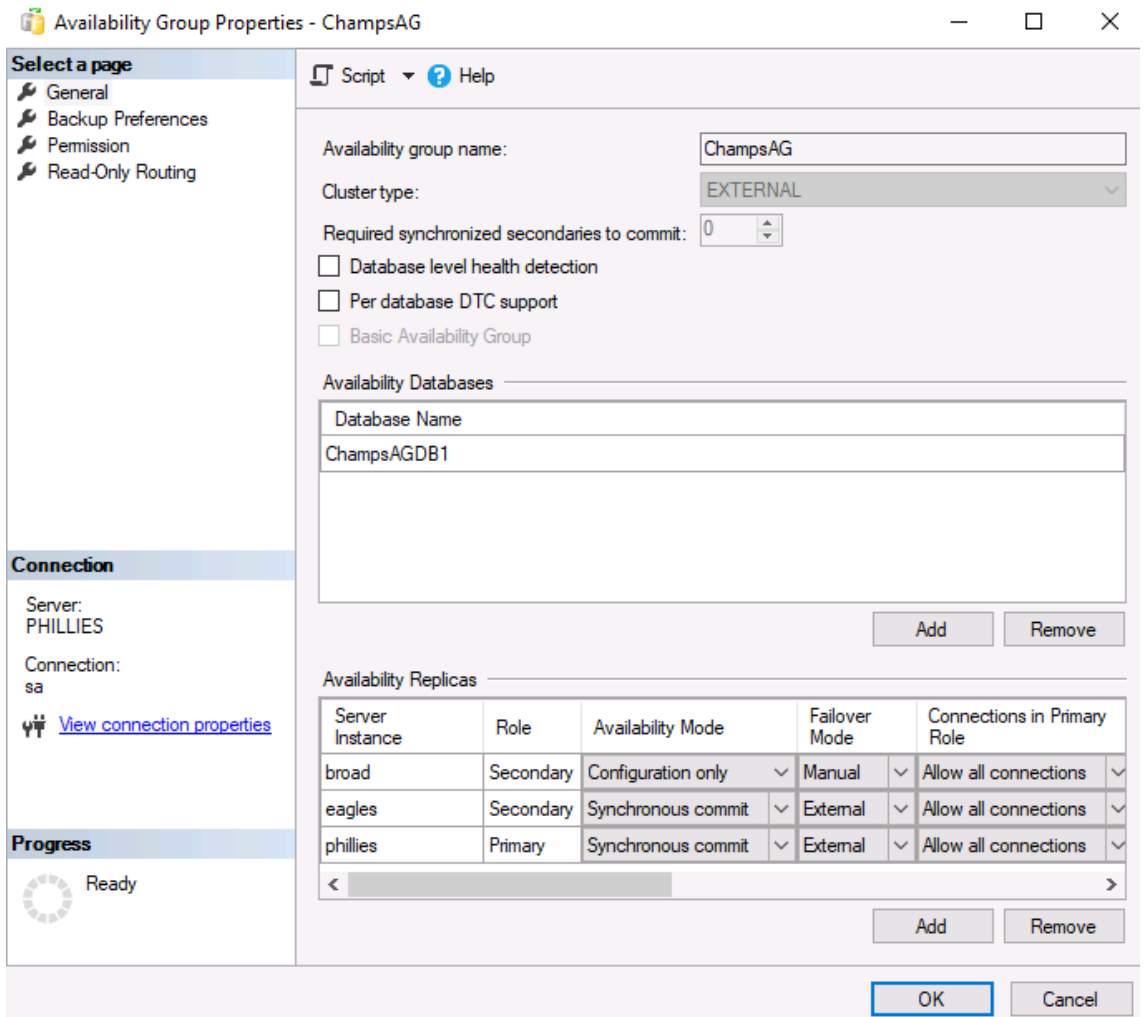 Availability Group Properties - ChampsAG
Select a page
General
Backup Preferences
Permission
Read-Only Routing
Connection
Server:
PHILLIES
Connection:
sa
View connection properties
Progress
Ready
Script Help
Availability group name: ChampsAG
Cluster type: EXTERNAL
Required synchronized secondaries to commit: 0
Database level health detection
Per database DTC support
Basic Availability Group
Availability Databases
Database Name
ChampsAGDB1
Add Remove
Availability Replicas
Server Instance Role Availability Mode Failover Mode Connections in Primary Role
broad Secondary Configuration only Manual Allow all connections
eagles Secondary Synchronous commit External Allow all connections
phillies Primary Synchronous commit External Allow all connections
Add Remove
OK Cancel